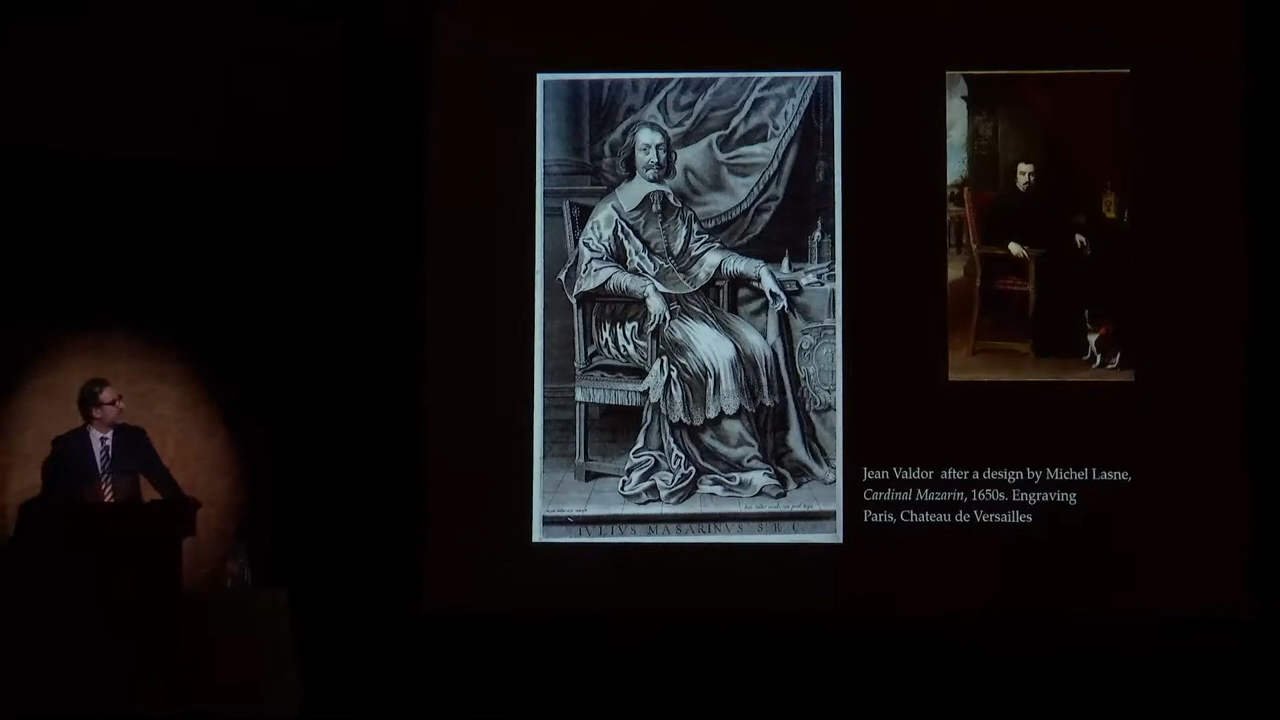 IVLIVS MASARINVS S. R. C.
Jean Valdor after a design by Michel Lasne,
Cardinal Mazarin, 1650s. Engraving
Paris, Chateau de Versailles